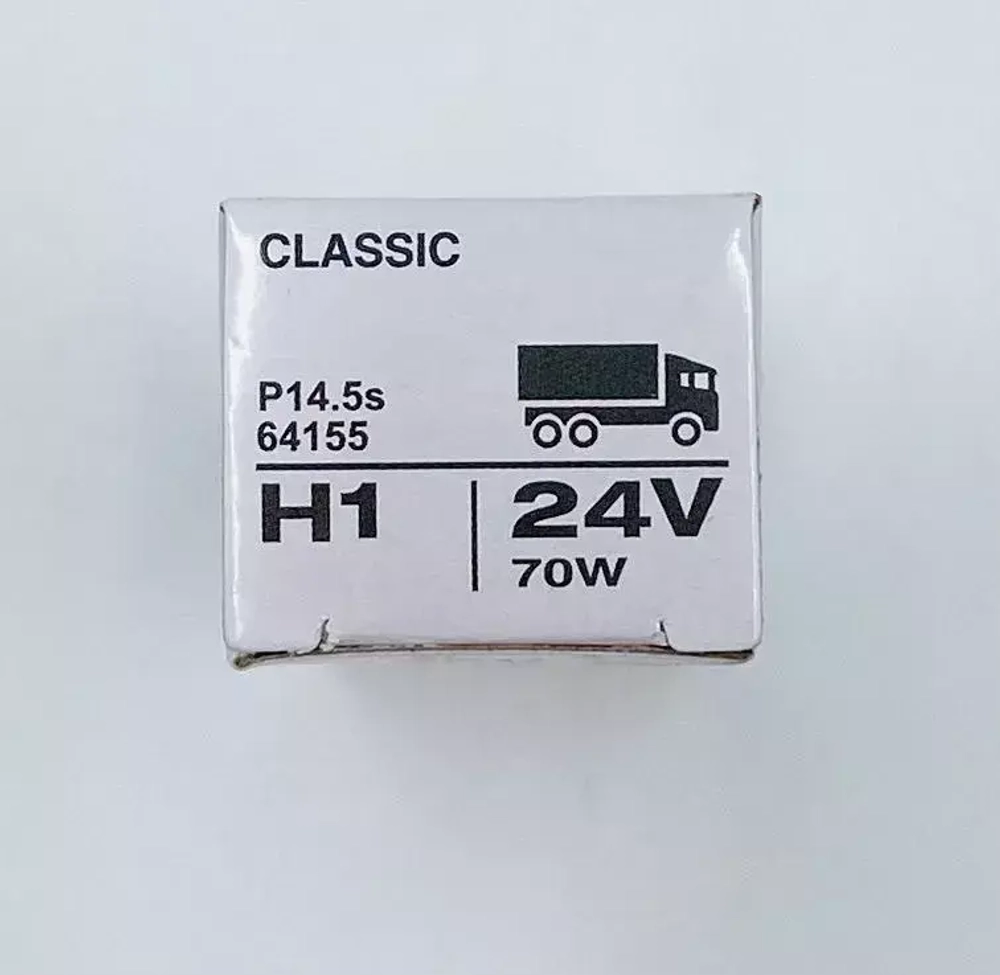 CLASSIC
P14.5s
64155
H1
24V
70W